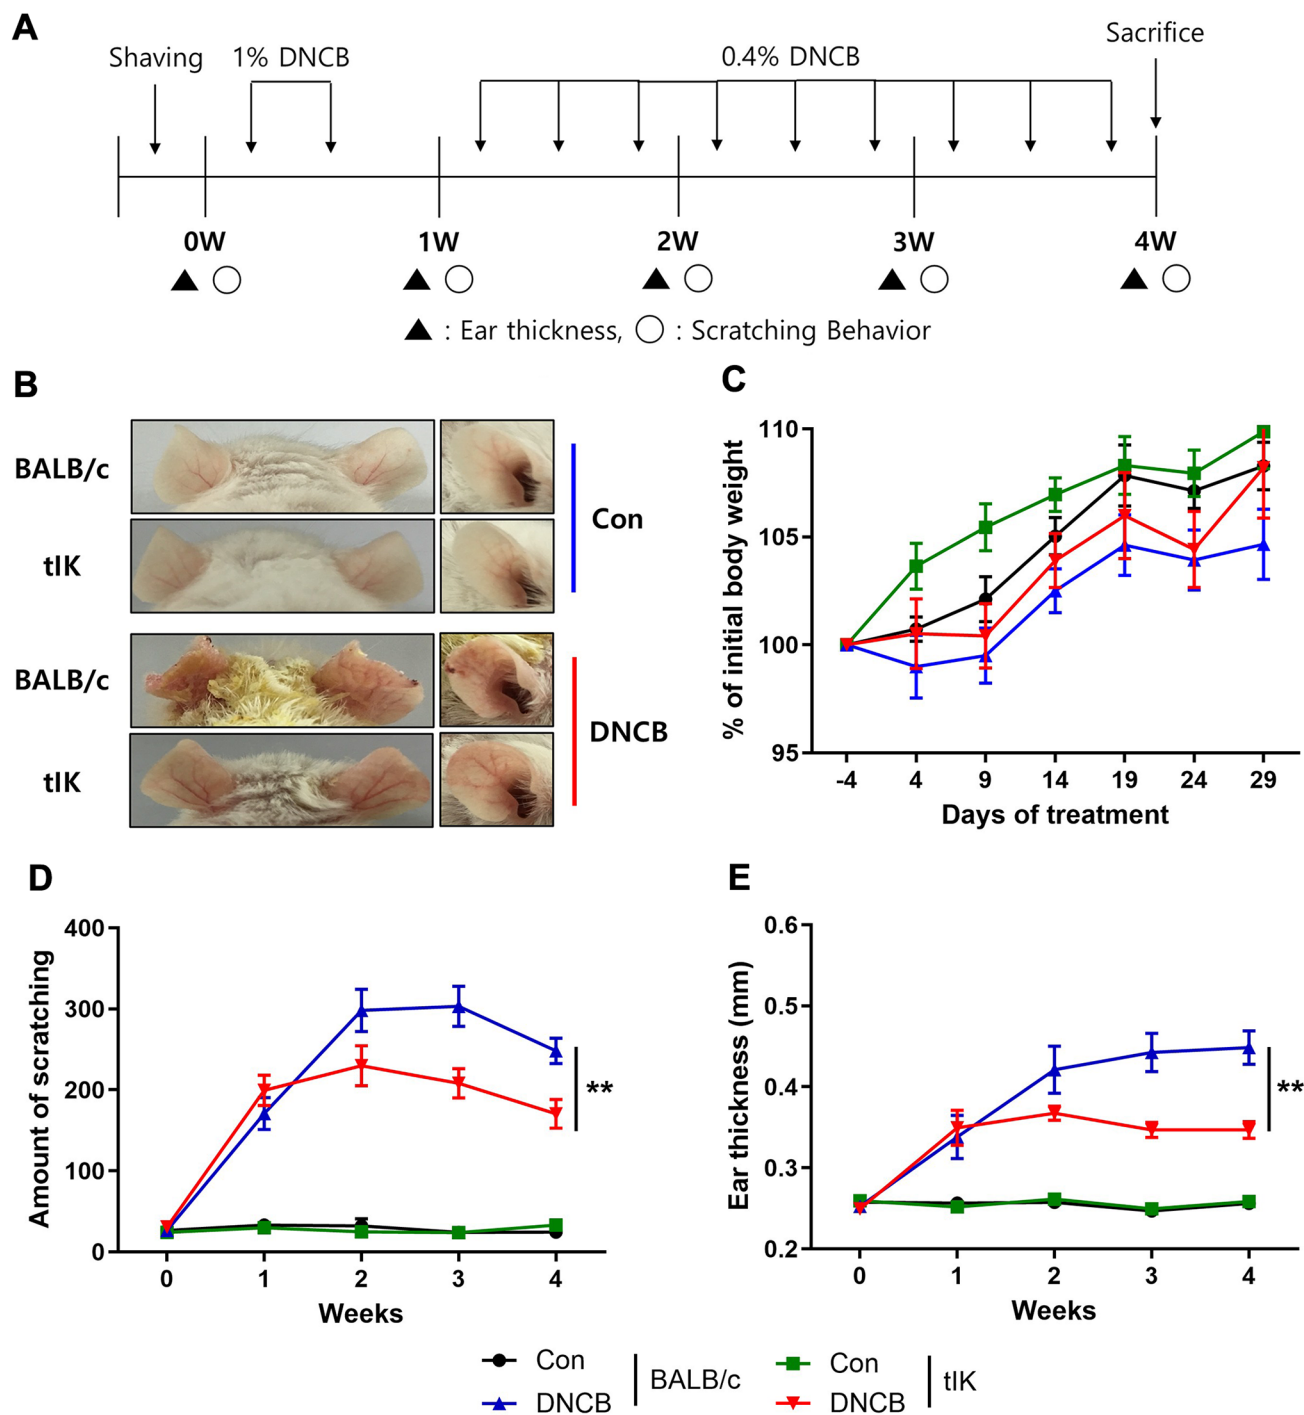 A
Shaving 1% DNCB 0.4% DNCB Sacrifice
0W 1W 2W 3W 4W
▲ : Ear thickness, ○ : Scratching Behavior
B
BALB/c
tIK
Con
BALB/c
tIK
DNCB
C
% of initial body weight
110
105
100
95
-4 4 9 14 19 24 29
Days of treatment
D
Amount of scratching
400
300
200
100
0
**
0 1 2 3 4
Weeks
E
Ear thickness (mm)
0.6
0.5
0.4
0.3
0.2
**
0 1 2 3 4
Weeks
Con
DNCB
BALB/c
Con
DNCB
tIK